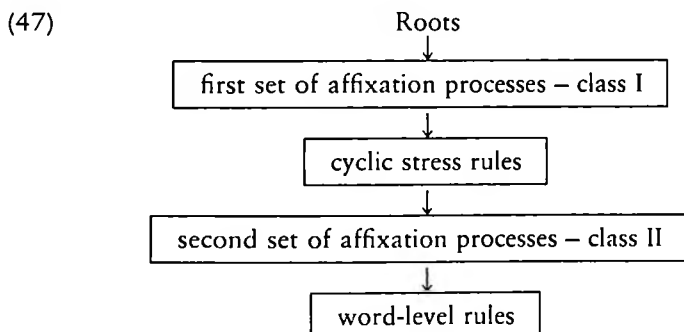 (47) Roots
first set of affixation processes – class I
cyclic stress rules
second set of affixation processes – class II
word-level rules